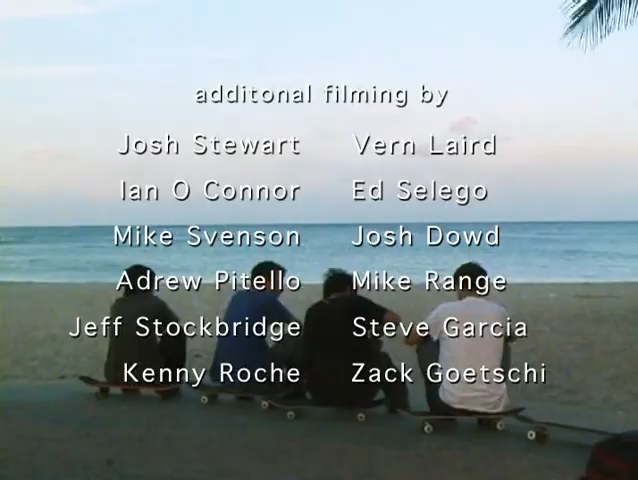 additonal filming by
Josh Stewart Vern Laird
Ian O Connor Ed Selego
Mike Svenson Josh Dowd
Adrew Pitello Mike Range
Jeff Stockbridge Steve Garcia
Kenny Roche Zack Goetschi